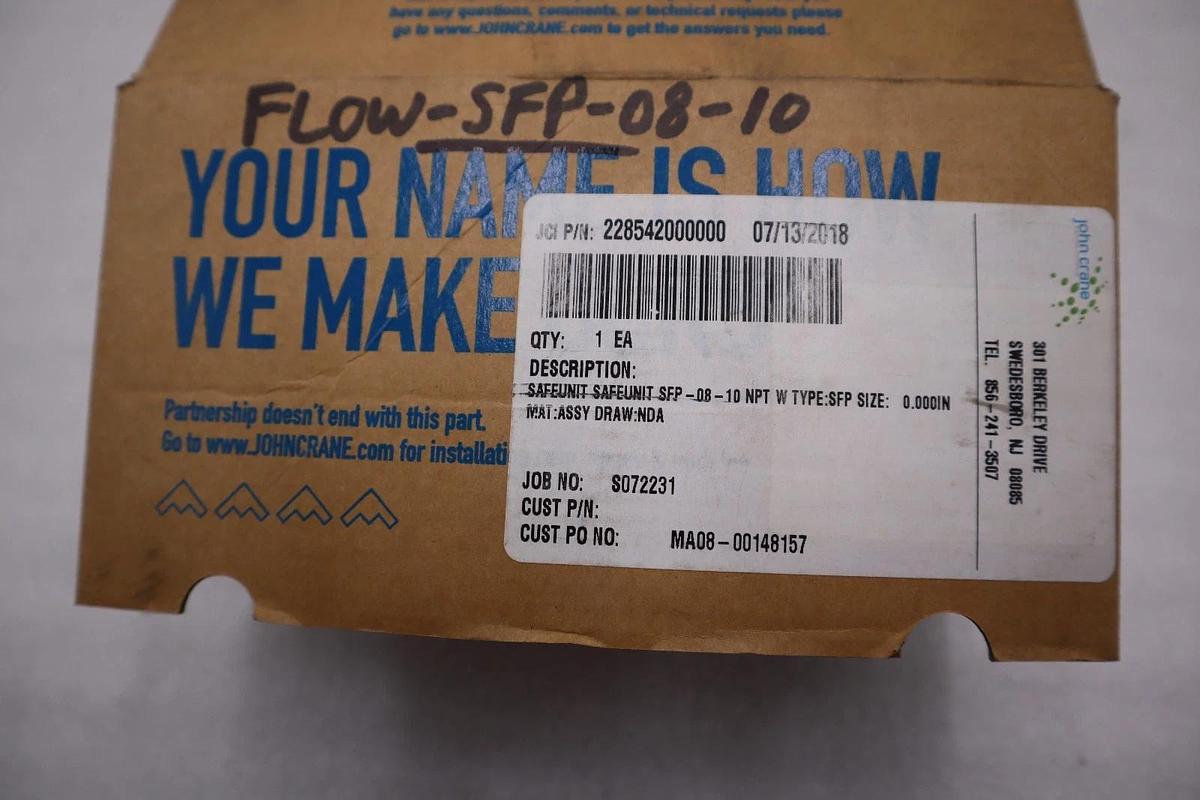 have any questions, comments, or technical requests please
go to www.JOHNCRANE.com to get the answers you need.
FLOW-SFP-08-10
YOUR NAME IS HOW
WE MAKE
Partnership doesn't end with this part.
Go to www.JOHNCRANE.com for installati
JCI P/N: 228542000000 07/13/2018
QTY: 1 EA
DESCRIPTION:
SAFEUNIT SAFEUNIT SFP-08-10 NPT W TYPE:SFP SIZE: 0.000IN
MAT:ASSY DRAW:NDA
JOB NO: S072231
CUST P/N:
CUST PO NO: MA08-00148157
john crane
301 BERKELEY DRIVE
SWEDESBORO, NJ 08085
TEL. 856-241-3507